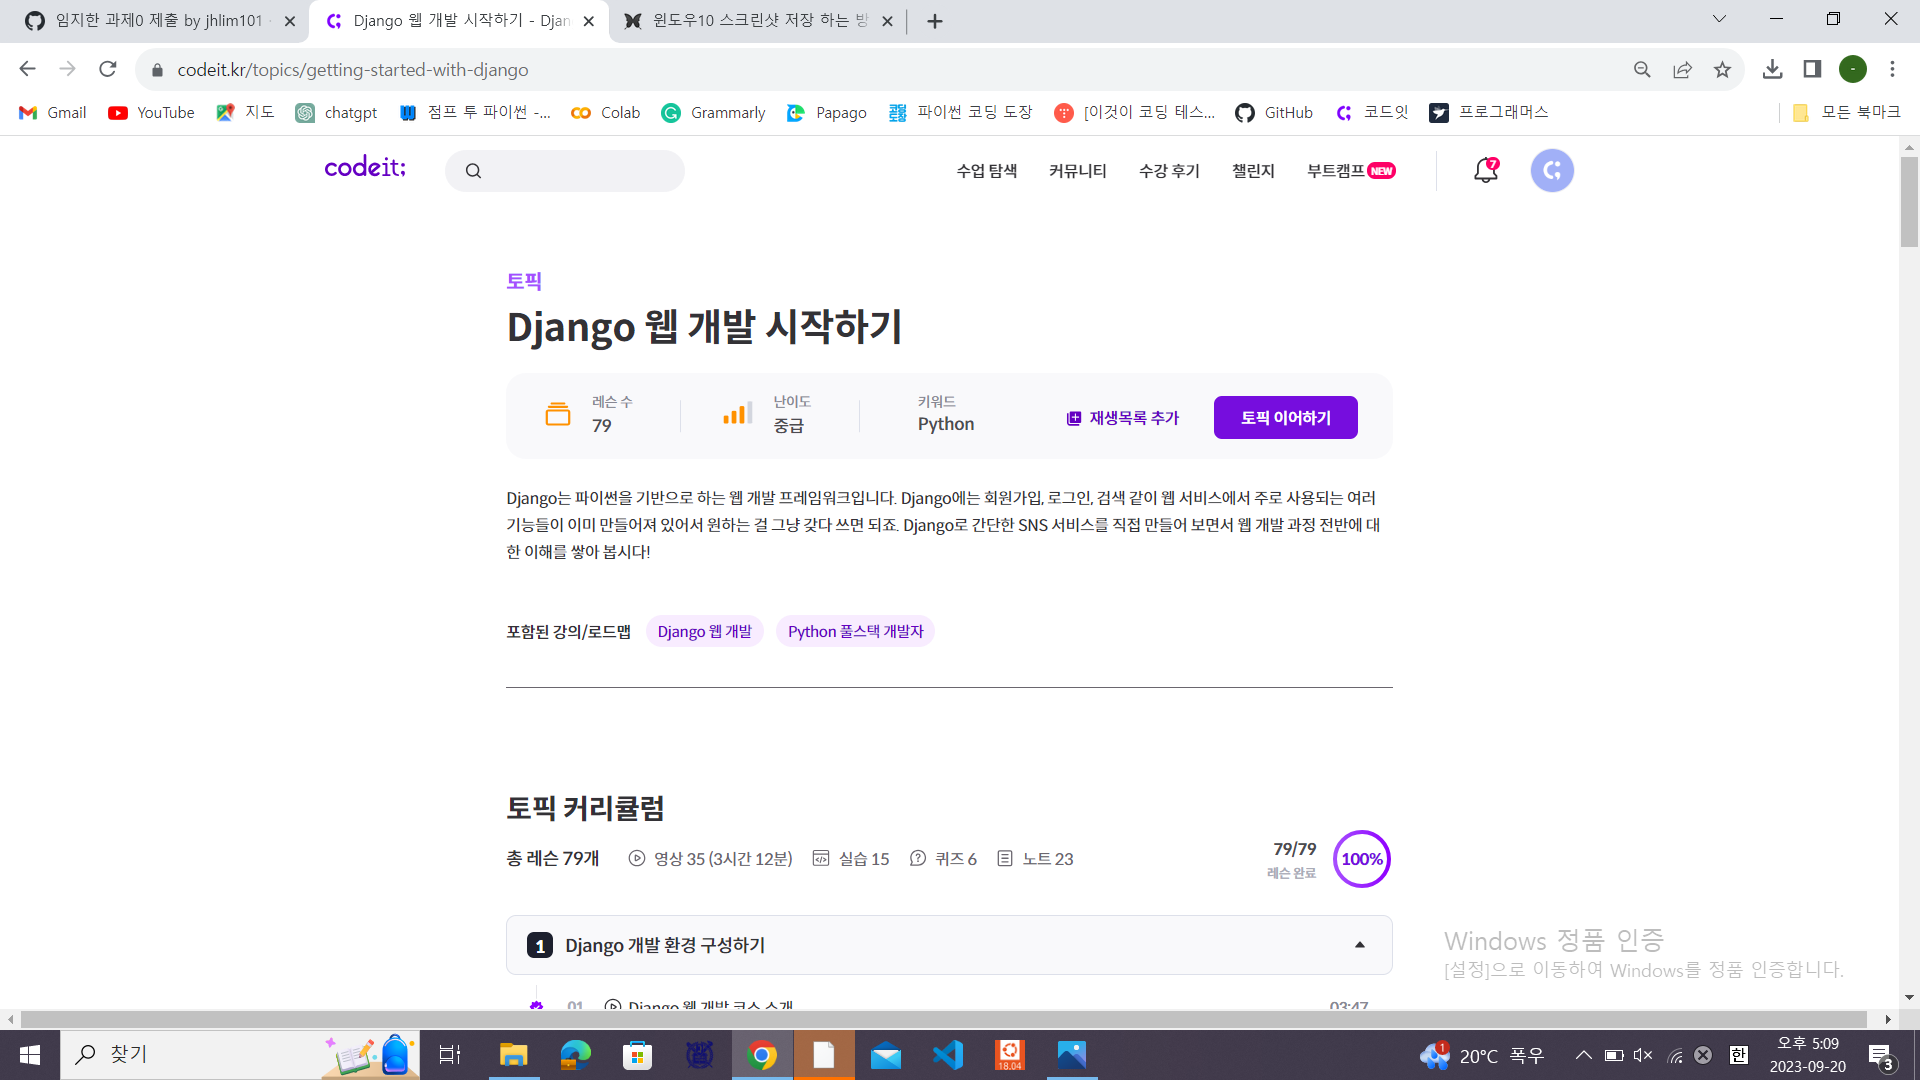 임지한 과제0 제출 by jhlim101
Django 웹 개발 시작하기 - Djan
윈도우10 스크린샷 저장 하는 방
codeit.kr/topics/getting-started-with-django
Gmail YouTube 지도 chatgpt 점프 투 파이썬 -... Colab Grammarly Papago 파이썬 코딩 도장 [이것이 코딩 테스... GitHub 코드잇 프로그래머스 모든 북마크
codeit; 수업 탐색 커뮤니티 수강 후기 챌린지 부트캠프 NEW 7
토픽
Django 웹 개발 시작하기
레슨 수 난이도 키워드
79 중급 Python 재생목록 추가 토픽 이어하기
Django는 파이썬을 기반으로 하는 웹 개발 프레임워크입니다. Django에는 회원가입, 로그인, 검색 같이 웹 서비스에서 주로 사용되는 여러
기능들이 이미 만들어져 있어서 원하는 걸 그냥 갖다 쓰면 되죠. Django로 간단한 SNS 서비스를 직접 만들어 보면서 웹 개발 과정 전반에 대
한 이해를 쌓아 봅시다!
포함된 강의/로드맵 Django 웹 개발 Python 풀스택 개발자
토픽 커리큘럼
총 레슨 79개 영상 35 (3시간 12분) 실습 15 퀴즈 6 노트 23
79/79
레슨 완료
100%
1 Django 개발 환경 구성하기
01 Django 웹 개발 코스 소개 03:47
Windows 정품 인증
[설정]으로 이동하여 Windows를 정품 인증합니다.
찾기
18.04
1 20°C 폭우
한
오후 5:09
2023-09-20
3